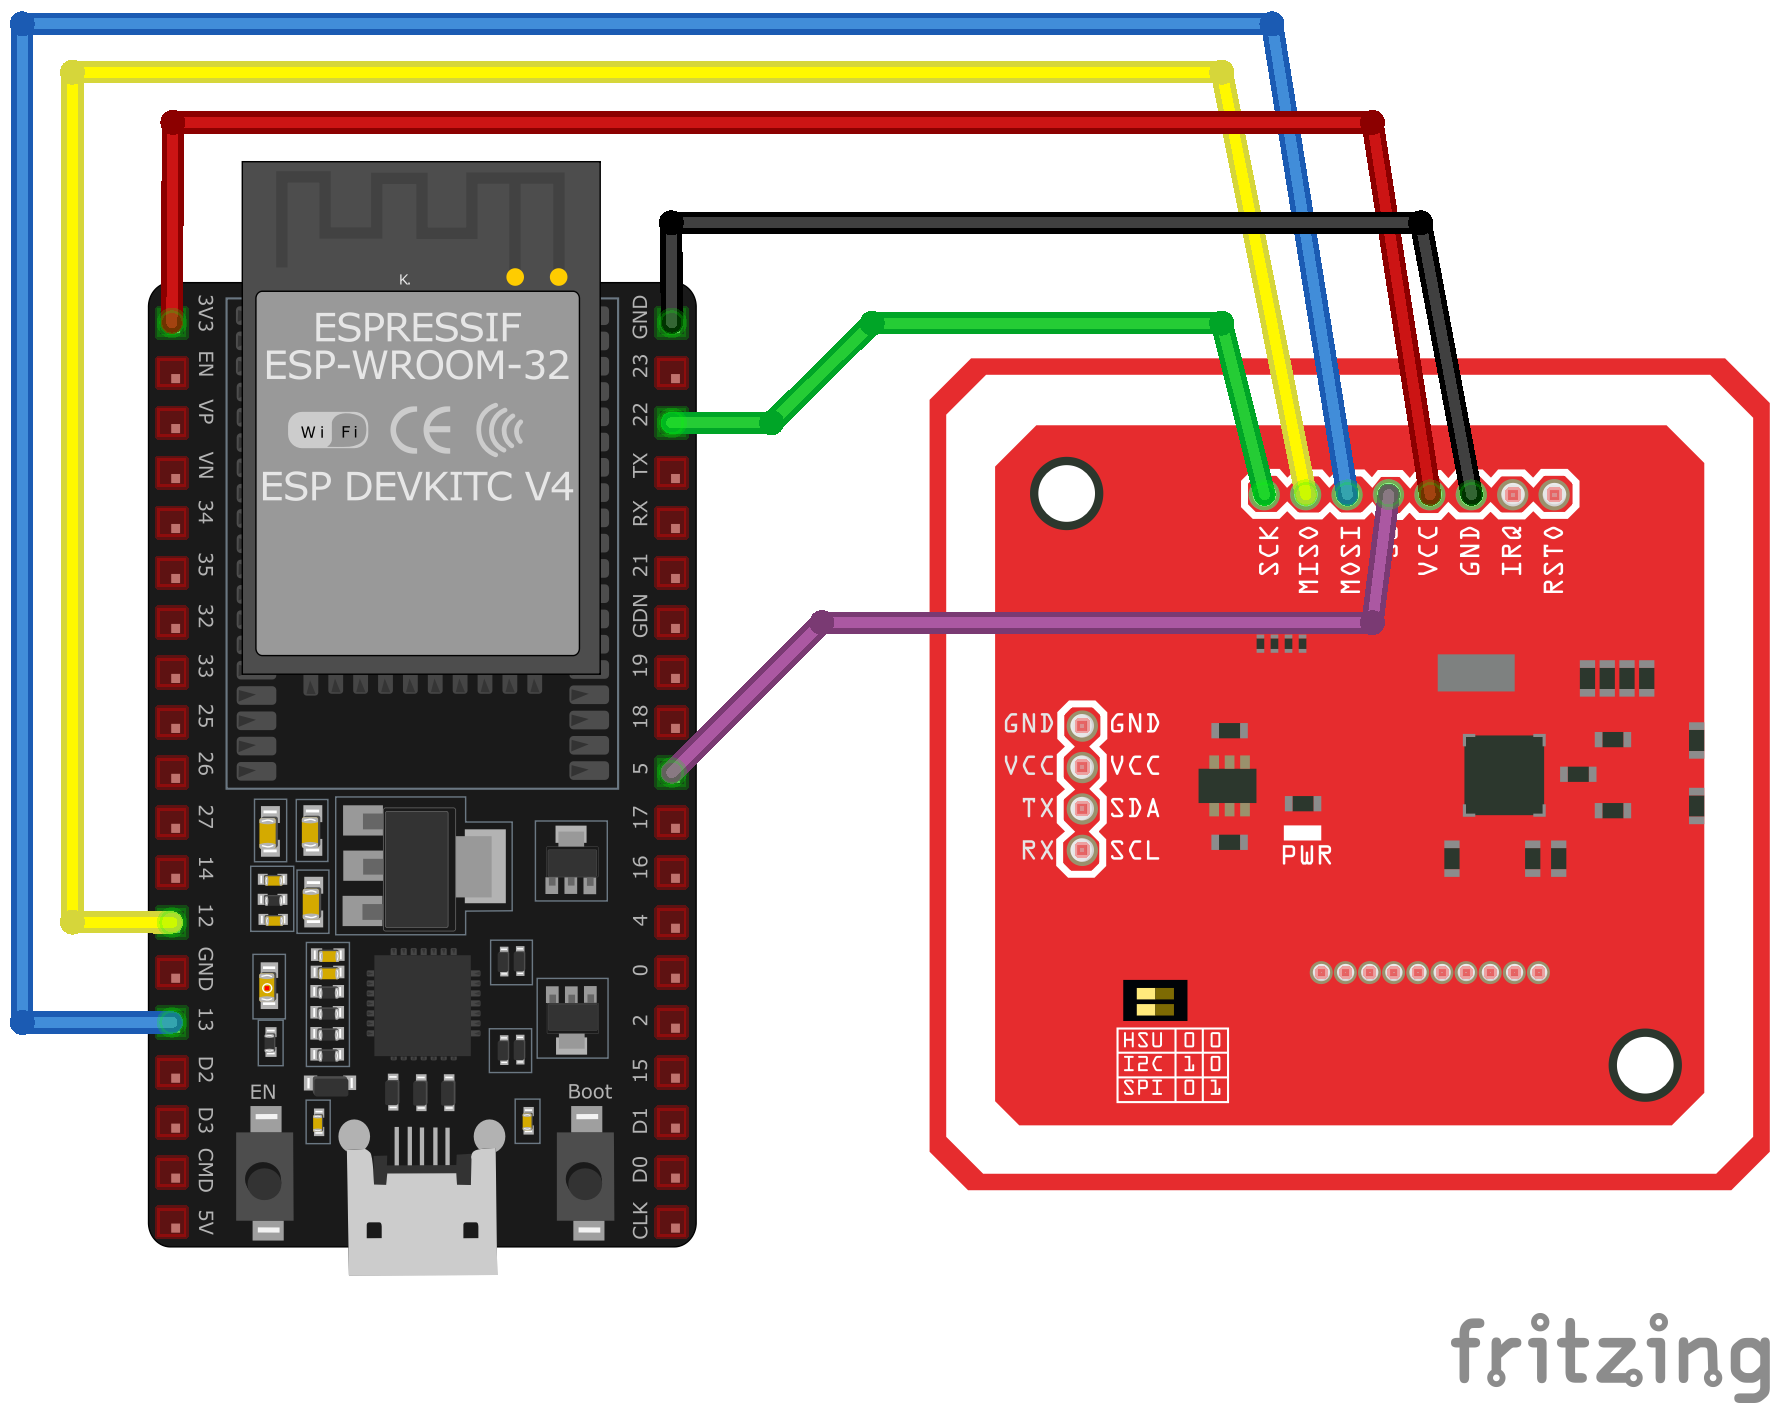 K.
ESPRESSIF
ESP-WROOM-32
Wi Fi
CE
ESP DEVKITC V4
3V3
EN
VP
VN
34
35
32
33
25
26
27
14
12
GND
13
D2
D3
CMD
5V
GND
23
22
TX
RX
21
GDN
19
18
5
17
16
4
0
2
15
D1
D0
CLK
EN
Boot
SCK
MISO
MOSI
VCC
GND
IRQ
RSTO
GND GND
VCC VCC
TX SDA
RX SCL
PWR
HSU 0 0
I2C 1 0
SPI 0 1
fritzing